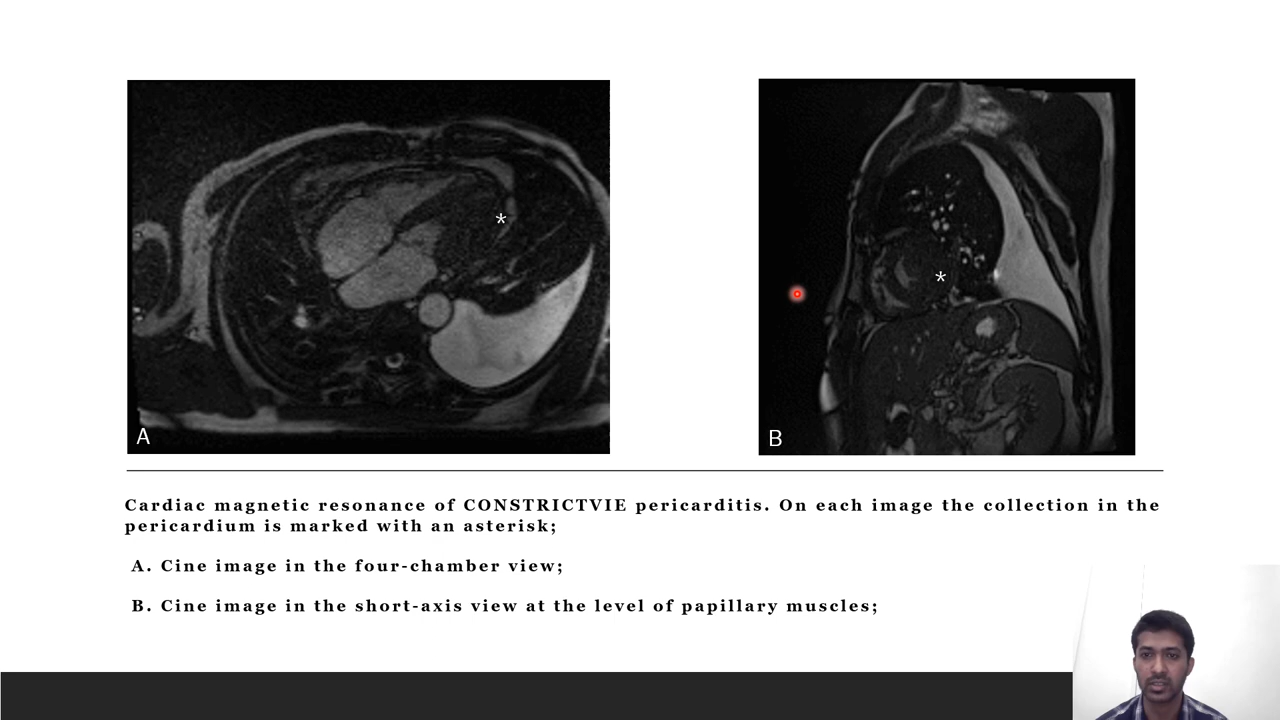 *
*
A
B
Cardiac magnetic resonance of CONSTRICTVIE pericarditis. On each image the collection in the
pericardium is marked with an asterisk;
A. Cine image in the four-chamber view;
B. Cine image in the short-axis view at the level of papillary muscles;